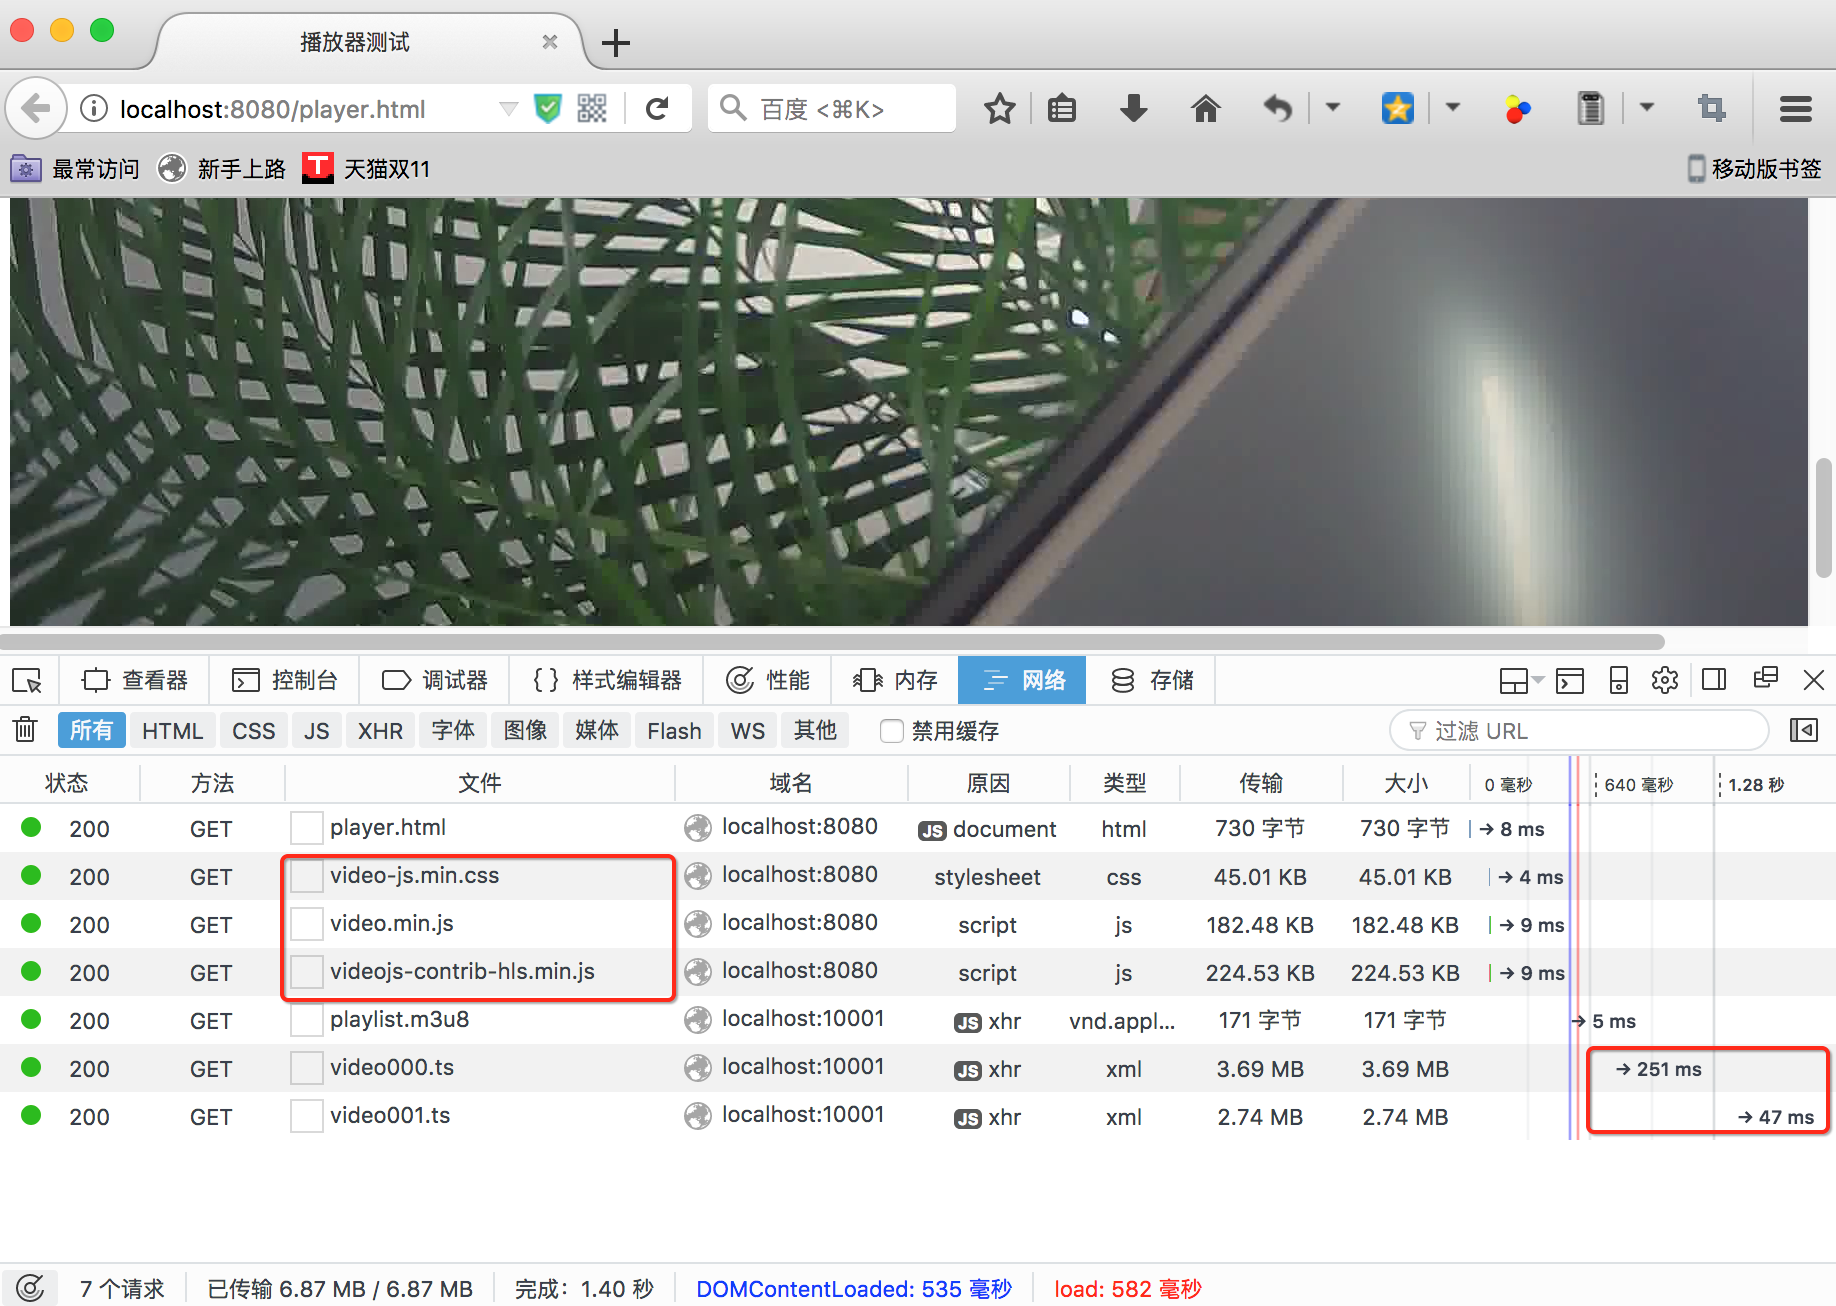 播放器测试
localhost:8080/player.html
百度 <⌘K>
最常访问 新手上路 T 天猫双11 移动版书签
查看器 控制台 调试器 {} 样式编辑器 性能 内存 网络 存储
所有 HTML CSS JS XHR 字体 图像 媒体 Flash WS 其他 禁用缓存 过滤 URL
状态 方法 文件 域名 原因 类型 传输 大小 0 毫秒 640 毫秒 1.28 秒
200 GET player.html localhost:8080 JS document html 730 字节 730 字节 → 8 ms
200 GET video-js.min.css localhost:8080 stylesheet css 45.01 KB 45.01 KB → 4 ms
200 GET video.min.js localhost:8080 script js 182.48 KB 182.48 KB → 9 ms
200 GET videojs-contrib-hls.min.js localhost:8080 script js 224.53 KB 224.53 KB → 9 ms
200 GET playlist.m3u8 localhost:10001 JS xhr vnd.appl... 171 字节 171 字节 → 5 ms
200 GET video000.ts localhost:10001 JS xhr xml 3.69 MB 3.69 MB → 251 ms
200 GET video001.ts localhost:10001 JS xhr xml 2.74 MB 2.74 MB → 47 ms
7 个请求 已传输 6.87 MB / 6.87 MB 完成：1.40 秒 DOMContentLoaded: 535 毫秒 load: 582 毫秒